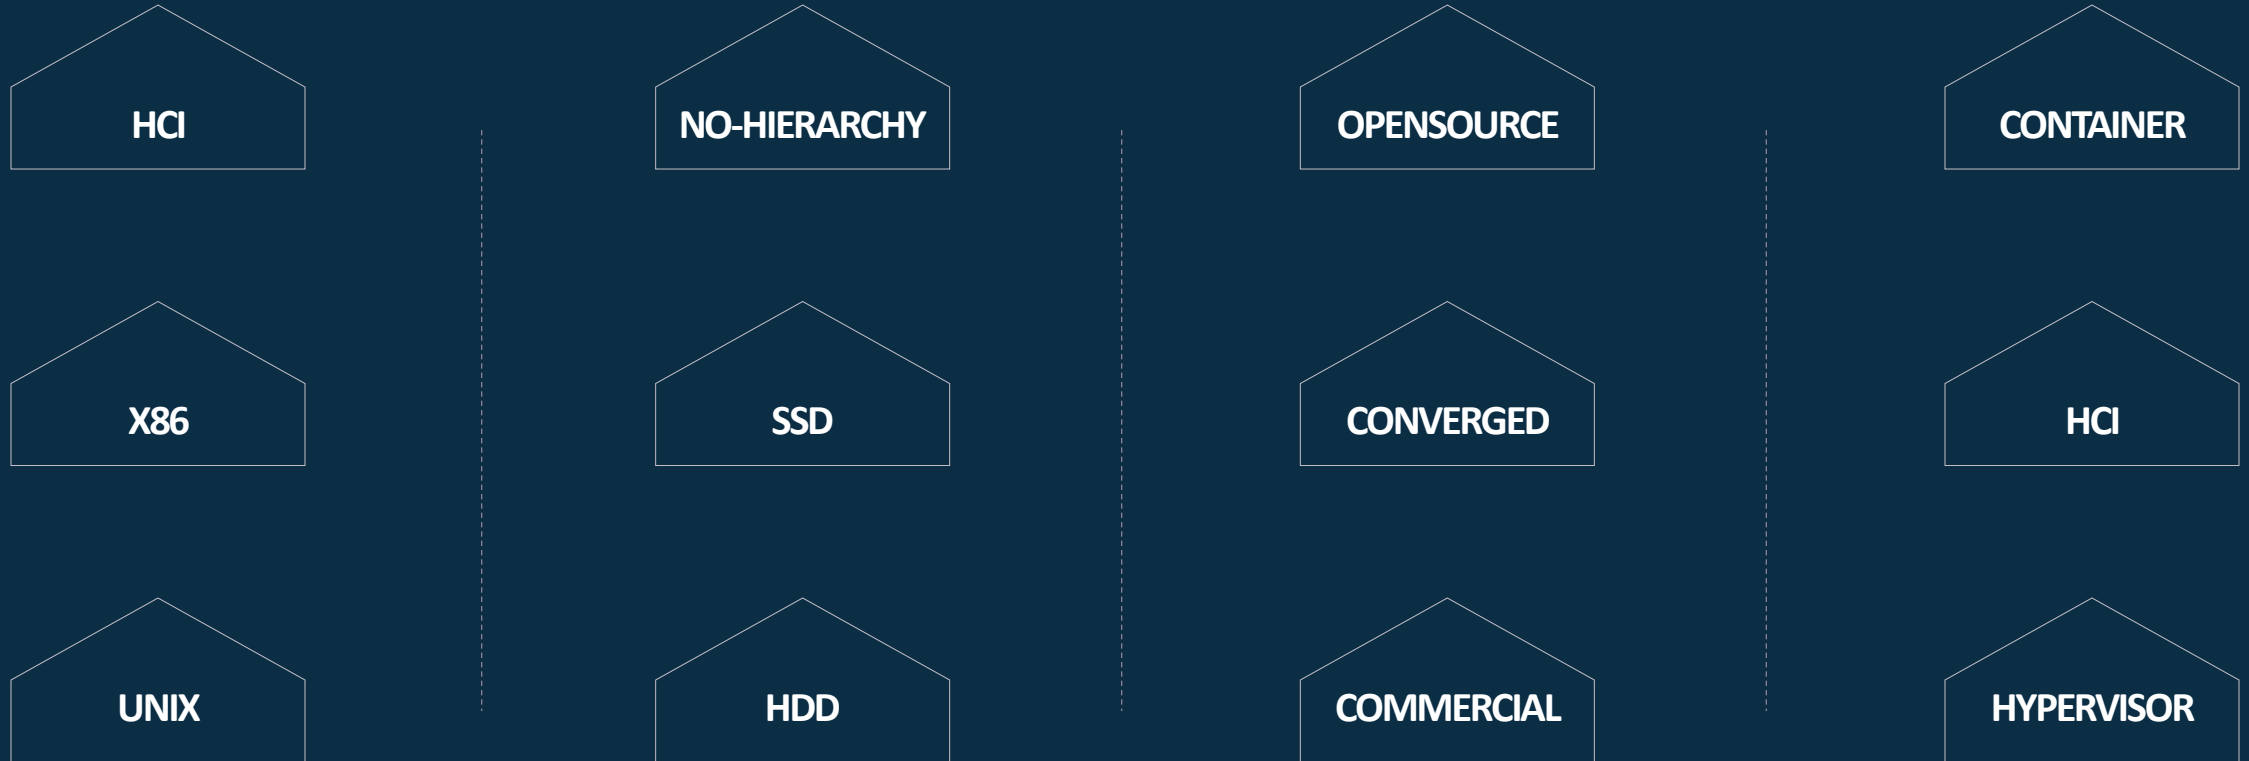 HCI
NO-HIERARCHY
OPENSOURCE
CONTAINER
X86
SSD
CONVERGED
HCI
UNIX
HDD
COMMERCIAL
HYPERVISOR